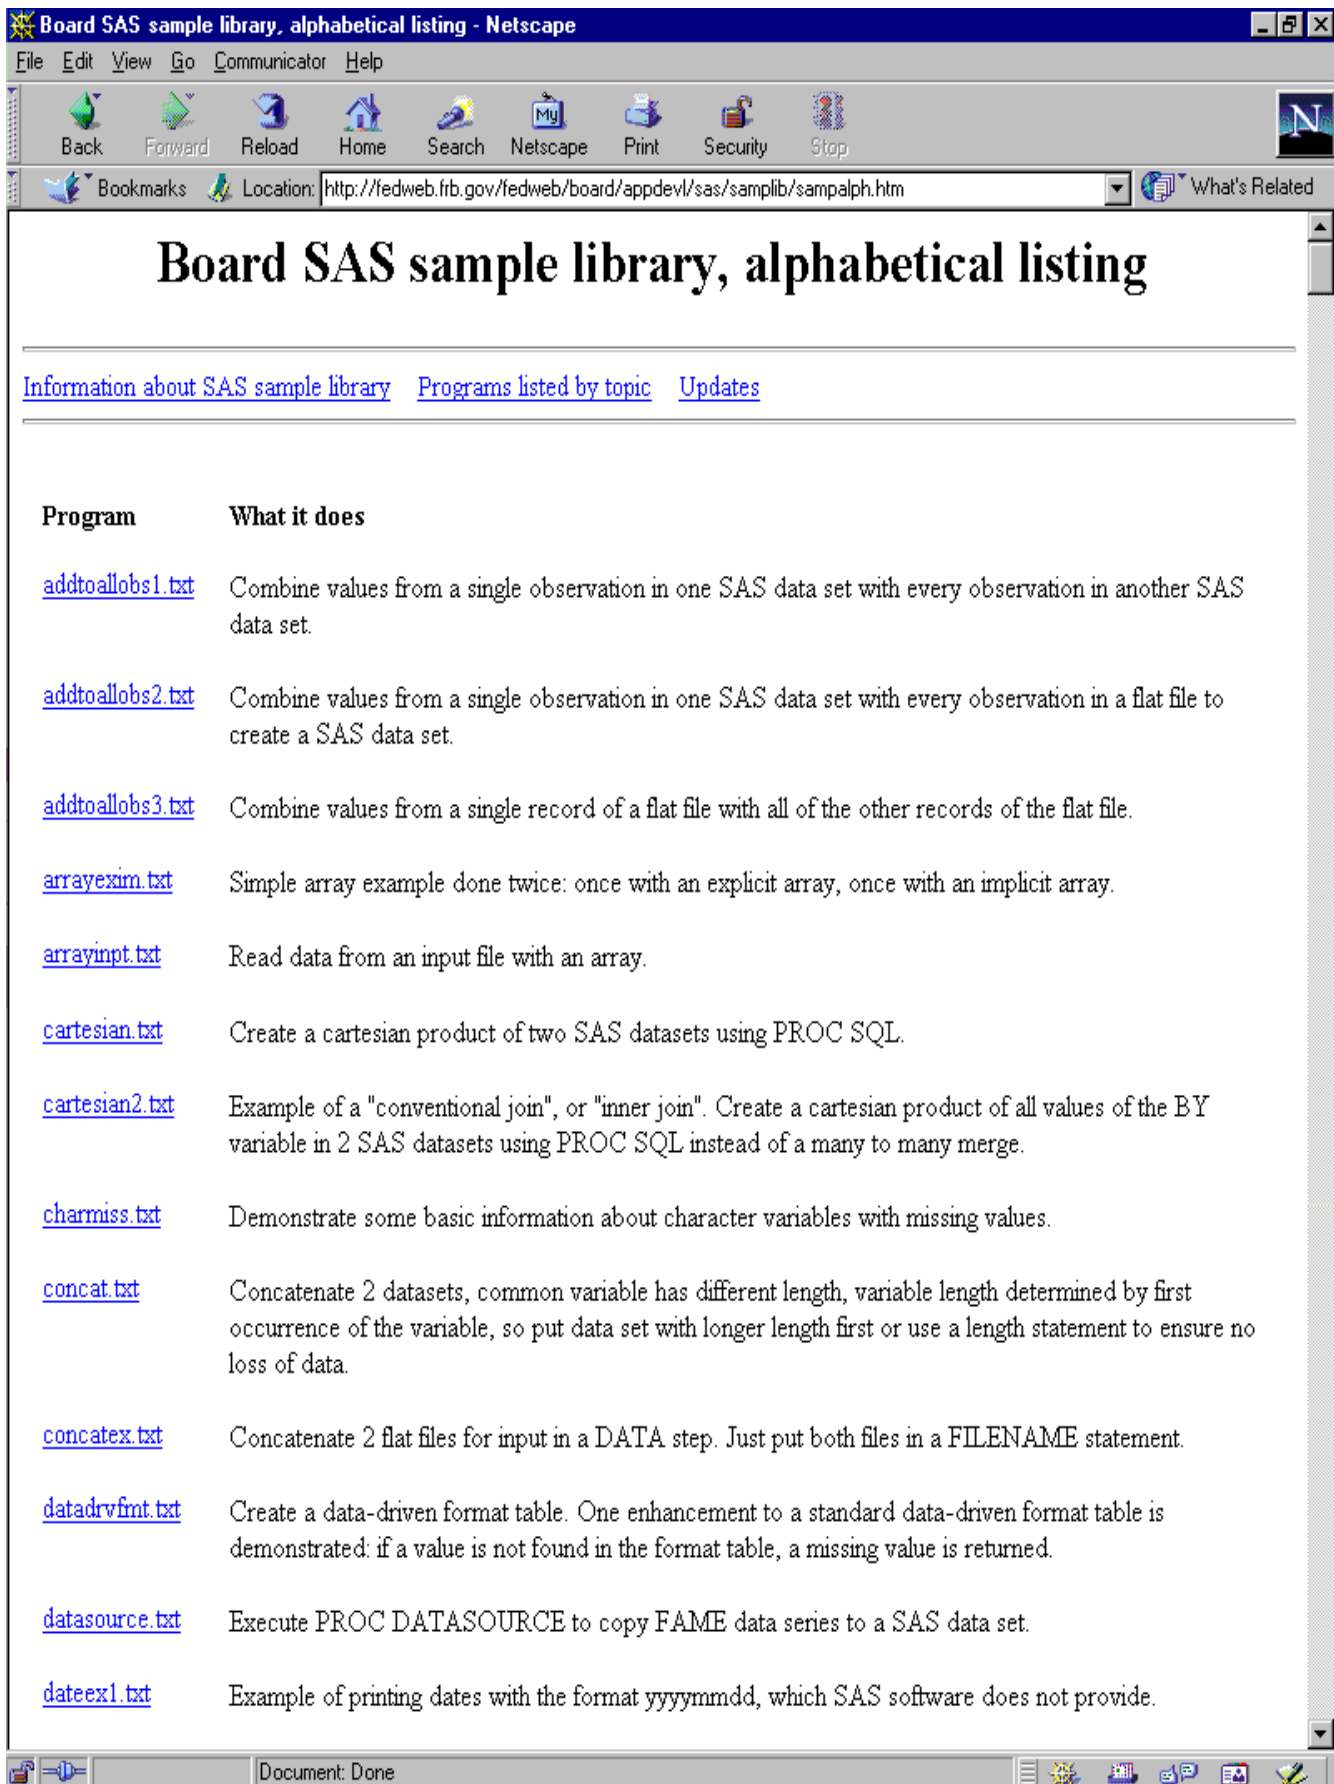 Board SAS sample library, alphabetical listing - Netscape
File Edit View Go Communicator Help
Back Forward Reload Home Search Netscape Print Security Stop
My
N
Bookmarks Location: http://fedweb.frb.gov/fedweb/board/appdevl/sas/samplib/sampalph.htm What's Related
Board SAS sample library, alphabetical listing
Information about SAS sample library Programs listed by topic Updates
Program What it does
addtoallobs1.txt Combine values from a single observation in one SAS data set with every observation in another SAS
data set.
addtoallobs2.txt Combine values from a single observation in one SAS data set with every observation in a flat file to
create a SAS data set.
addtoallobs3.txt Combine values from a single record of a flat file with all of the other records of the flat file.
arrayexim.txt Simple array example done twice: once with an explicit array, once with an implicit array.
arrayinpt.txt Read data from an input file with an array.
cartesian.txt Create a cartesian product of two SAS datasets using PROC SQL.
cartesian2.txt Example of a "conventional join", or "inner join". Create a cartesian product of all values of the BY
variable in 2 SAS datasets using PROC SQL instead of a many to many merge.
charmiss.txt Demonstrate some basic information about character variables with missing values.
concat.txt Concatenate 2 datasets, common variable has different length, variable length determined by first
occurrence of the variable, so put data set with longer length first or use a length statement to ensure no
loss of data.
concatex.txt Concatenate 2 flat files for input in a DATA step. Just put both files in a FILENAME statement.
datadrvfmt.txt Create a data-driven format table. One enhancement to a standard data-driven format table is
demonstrated: if a value is not found in the format table, a missing value is returned.
datasource.txt Execute PROC DATASOURCE to copy FAME data series to a SAS data set.
dateex1.txt Example of printing dates with the format yyyymmdd, which SAS software does not provide.
Document: Done